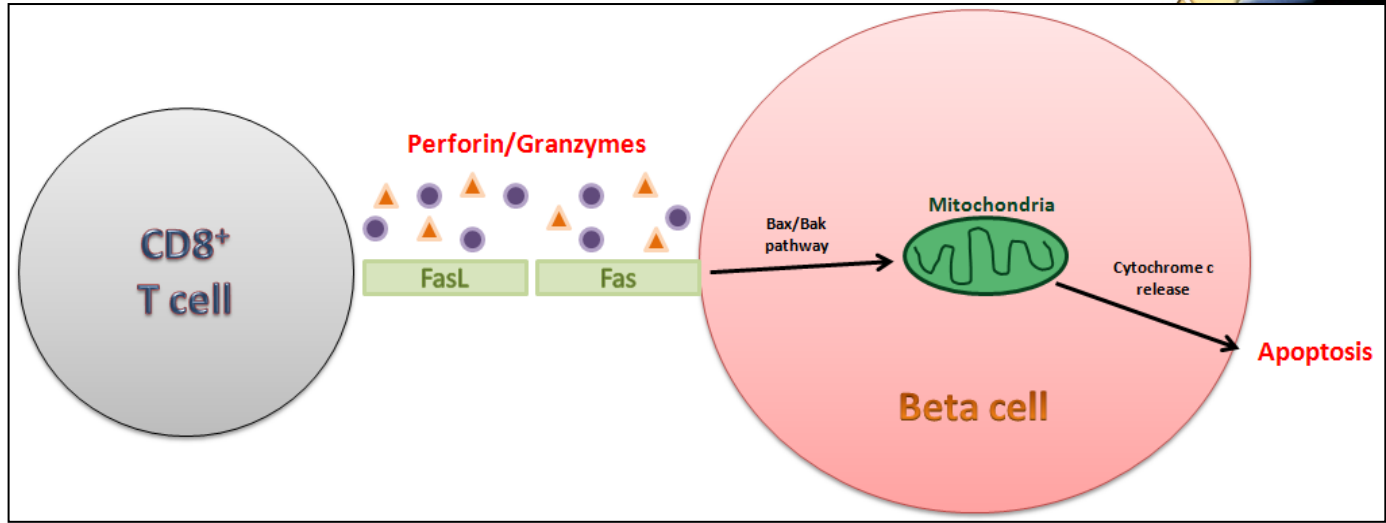 Perforin/Granzymes
CD8⁺
T cell
FasL
Fas
Bax/Bak
pathway
Mitochondria
Cytochrome c
release
Apoptosis
Beta cell